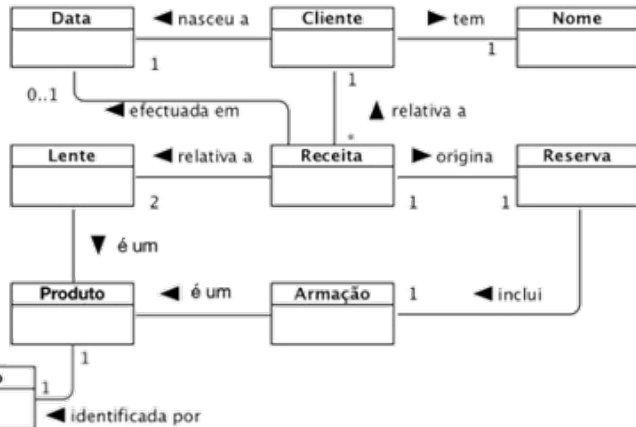 Data ◀ nasceu a Cliente ▶ tem Nome
1 1
0..1 1
◀ efectuada em ▲ relativa a
*
Lente ◀ relativa a Receita ▶ origina Reserva
2 1 1
▼ é um
Produto ◀ é um Armação 1 ◀ inclui
1
1
◀ identificada por